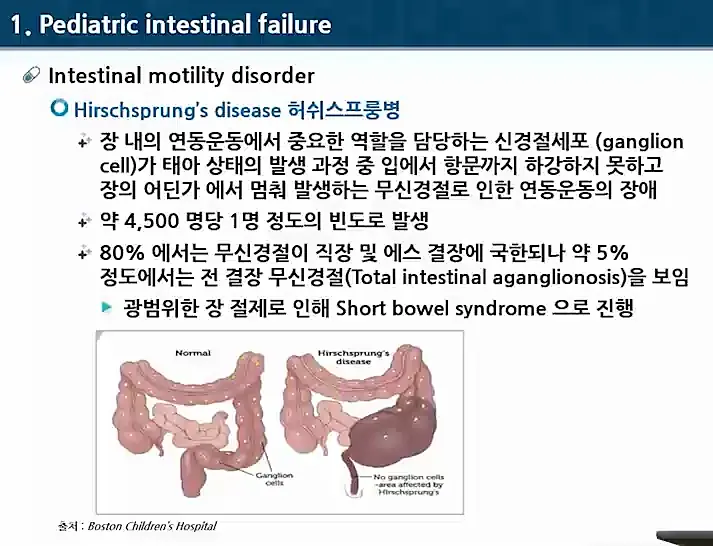 1. Pediatric intestinal failure
Intestinal motility disorder
Hirschsprung's disease 허쉬스프룽병
장 내의 연동운동에서 중요한 역할을 담당하는 신경절세포 (ganglion
cell)가 태아 상태의 발생 과정 중 입에서 항문까지 하강하지 못하고
장의 어딘가 에서 멈춰 발생하는 무신경절로 인한 연동운동의 장애
약 4,500 명당 1명 정도의 빈도로 발생
80% 에서는 무신경절이 직장 및 에스 결장에 국한되나 약 5%
정도에서는 전 결장 무신경절(Total intestinal aganglionosis)을 보임
광범위한 장 절제로 인해 Short bowel syndrome 으로 진행
Normal
Hirschsprung's
disease
Ganglion
cells
No ganglion cells
-area affected by
Hirschsprung's
출처 : Boston Children's Hospital